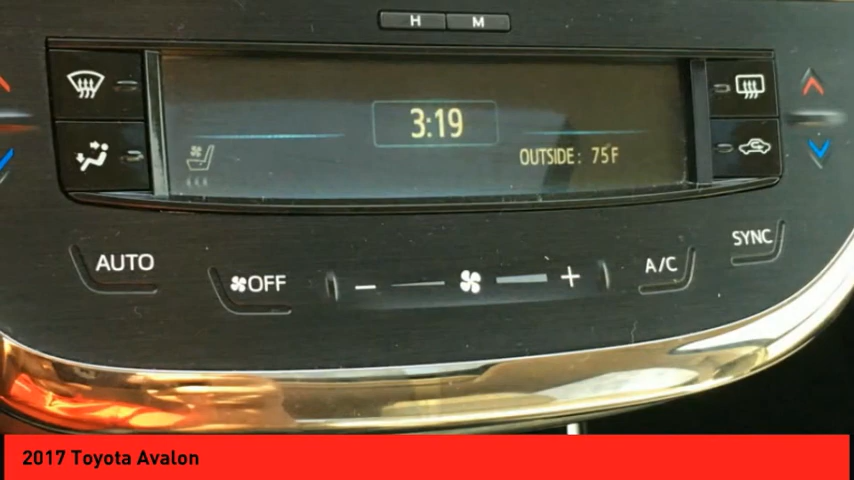 H M
3:19
OUTSIDE: 75F
AUTO
OFF
A/C
SYNC
2017 Toyota Avalon